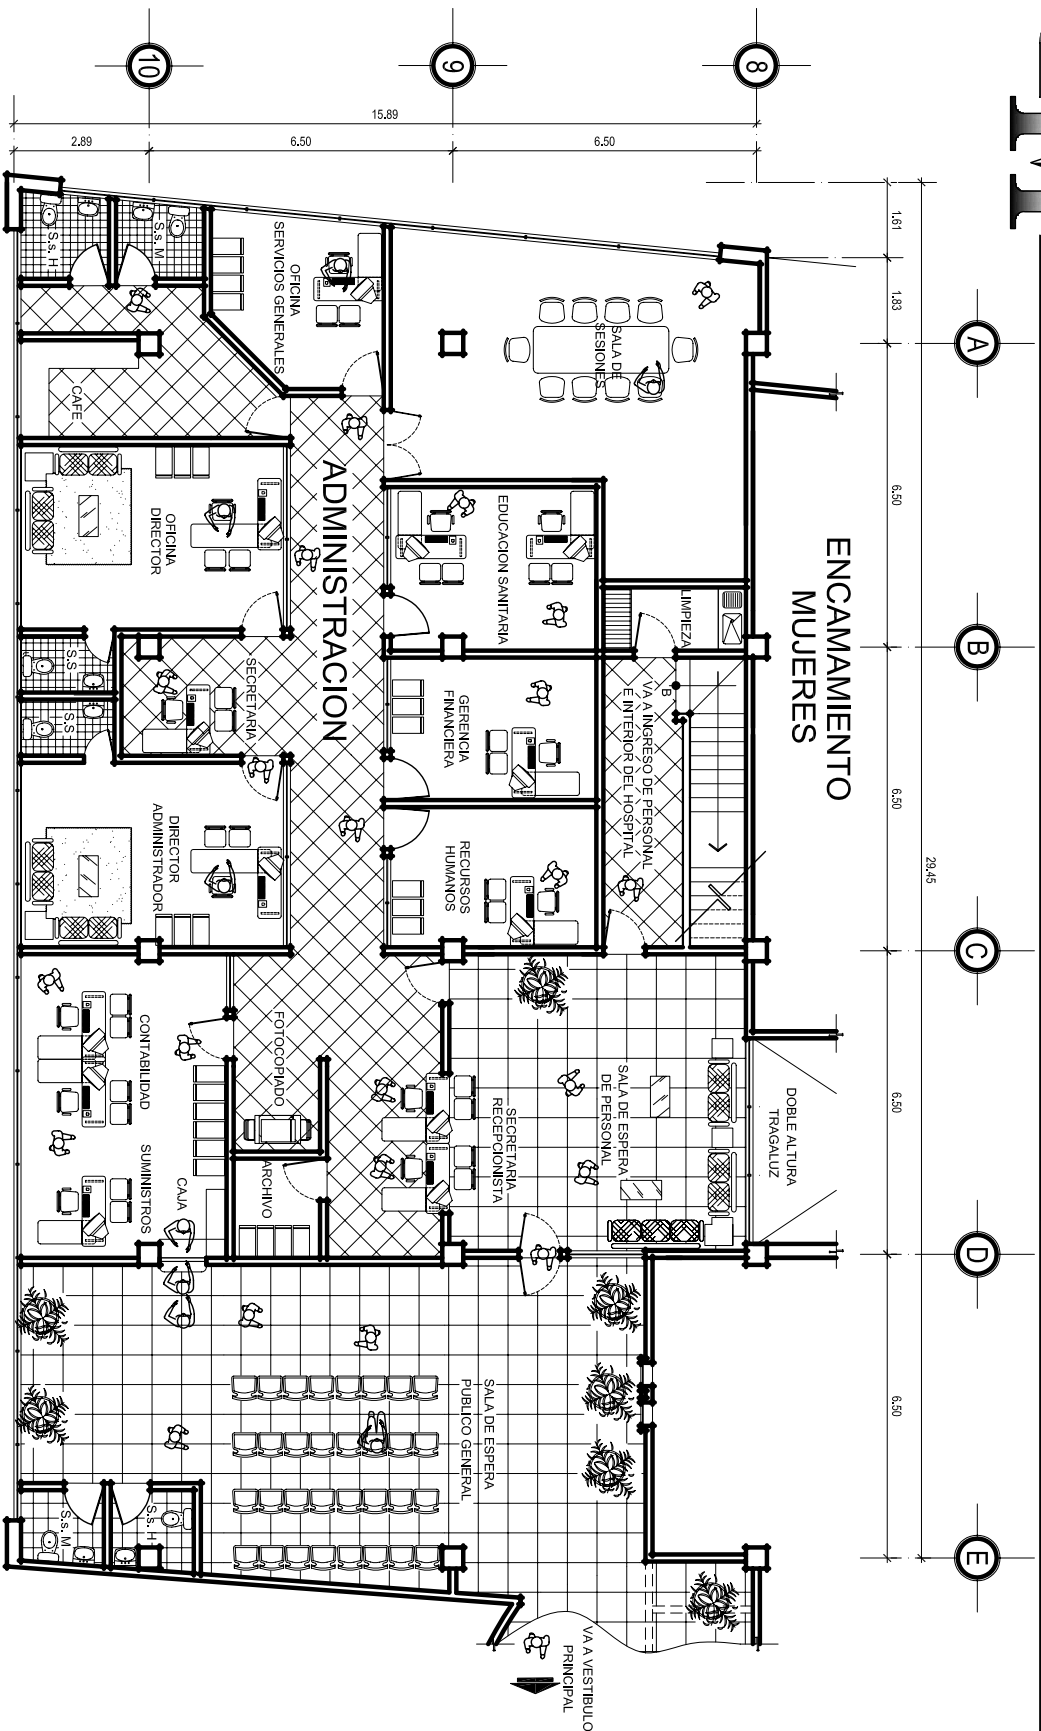 ENCAMAMIENTO
MUJERES
ADMINISTRACION
29.45
1.61
1.83
6.50
6.50
6.50
6.50
A
B
C
D
E
8
9
10
15.89
6.50
6.50
2.89
SALA DE
SESIONES
LIMPIEZA
B
VA A INGRESO DE PERSONAL
E INTERIOR DEL HOSPITAL
DOBLE ALTURA
TRAGALUZ
SALA DE ESPERA
DE PERSONAL
EDUCACION SANITARIA
GERENCIA
FINANCIERA
RECURSOS
HUMANOS
SECRETARIA
RECEPCIONISTA
SALA DE ESPERA
PUBLICO GENERAL
VA A VESTIBULO
PRINCIPAL
OFICINA
SERVICIOS GENERALES
SECRETARIA
FOTOCOPIADO
ARCHIVO
S.s. H
S.s. M
CAFE
OFICINA
DIRECTOR
S.S
S.S
DIRECTOR
ADMINISTRADOR
CONTABILIDAD
SUMINISTROS
CAJA
S.s. H
S.s. M